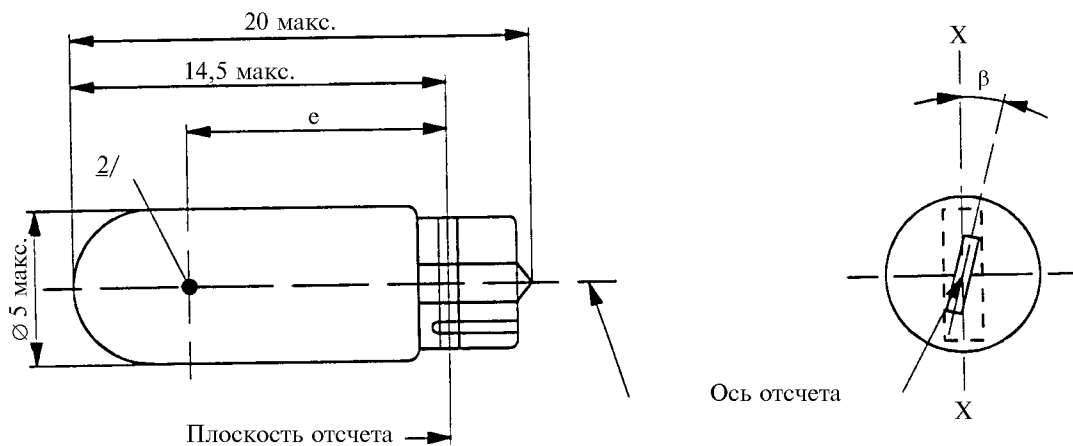 20 макс.
14,5 макс.
e
2/
⌀ 5 макс.
Плоскость отсчета
X
β
Ось отсчета
X